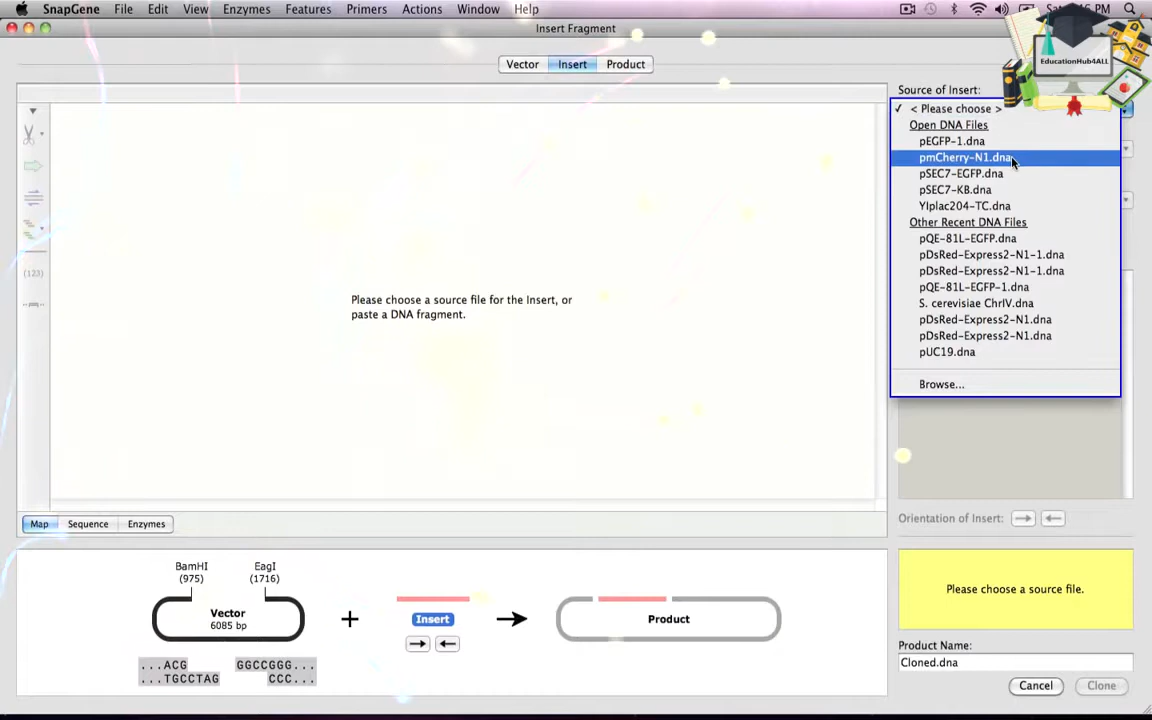 SnapGene File Edit View Enzymes Features Primers Actions Window Help
Insert Fragment
EducationHub4ALL
Vector Insert Product
Source of Insert:
✓ < Please choose >
Open DNA Files
pEGFP-1.dna
pmCherry-N1.dna
pSEC7-EGFP.dna
pSEC7-KB.dna
YIplac204-TC.dna
Other Recent DNA Files
pQE-81L-EGFP.dna
pDsRed-Express2-N1-1.dna
pDsRed-Express2-N1-1.dna
pQE-81L-EGFP-1.dna
S. cerevisiae ChrIV.dna
pDsRed-Express2-N1.dna
pDsRed-Express2-N1.dna
pUC19.dna
Browse...
(123)
Please choose a source file for the Insert, or
paste a DNA fragment.
Map Sequence Enzymes
Orientation of Insert:
BamHI
(975)
EagI
(1716)
Vector
6085 bp
+
Insert
Product
...ACG GGCCGGG...
...TGCCTAG CCC...
Please choose a source file.
Product Name:
Cloned.dna
Cancel Clone